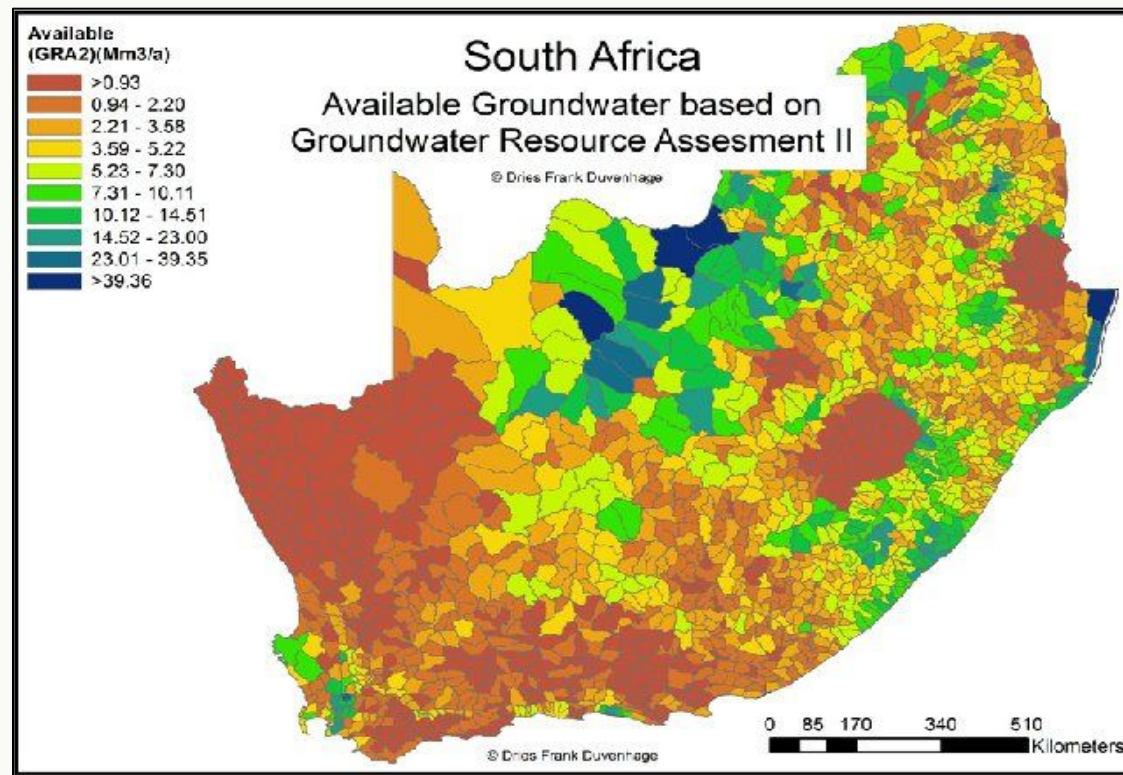 Available
(GRA2)(Mm3/a)
>0.93
0.94 - 2.20
2.21 - 3.58
3.59 - 5.22
5.23 - 7.30
7.31 - 10.11
10.12 - 14.51
14.52 - 23.00
23.01 - 39.35
>39.36
South Africa
Available Groundwater based on
Groundwater Resource Assesment II
© Dries Frank Duvenhage
0 85 170 340 510
Kilometers
© Dries Frank Duvenhage